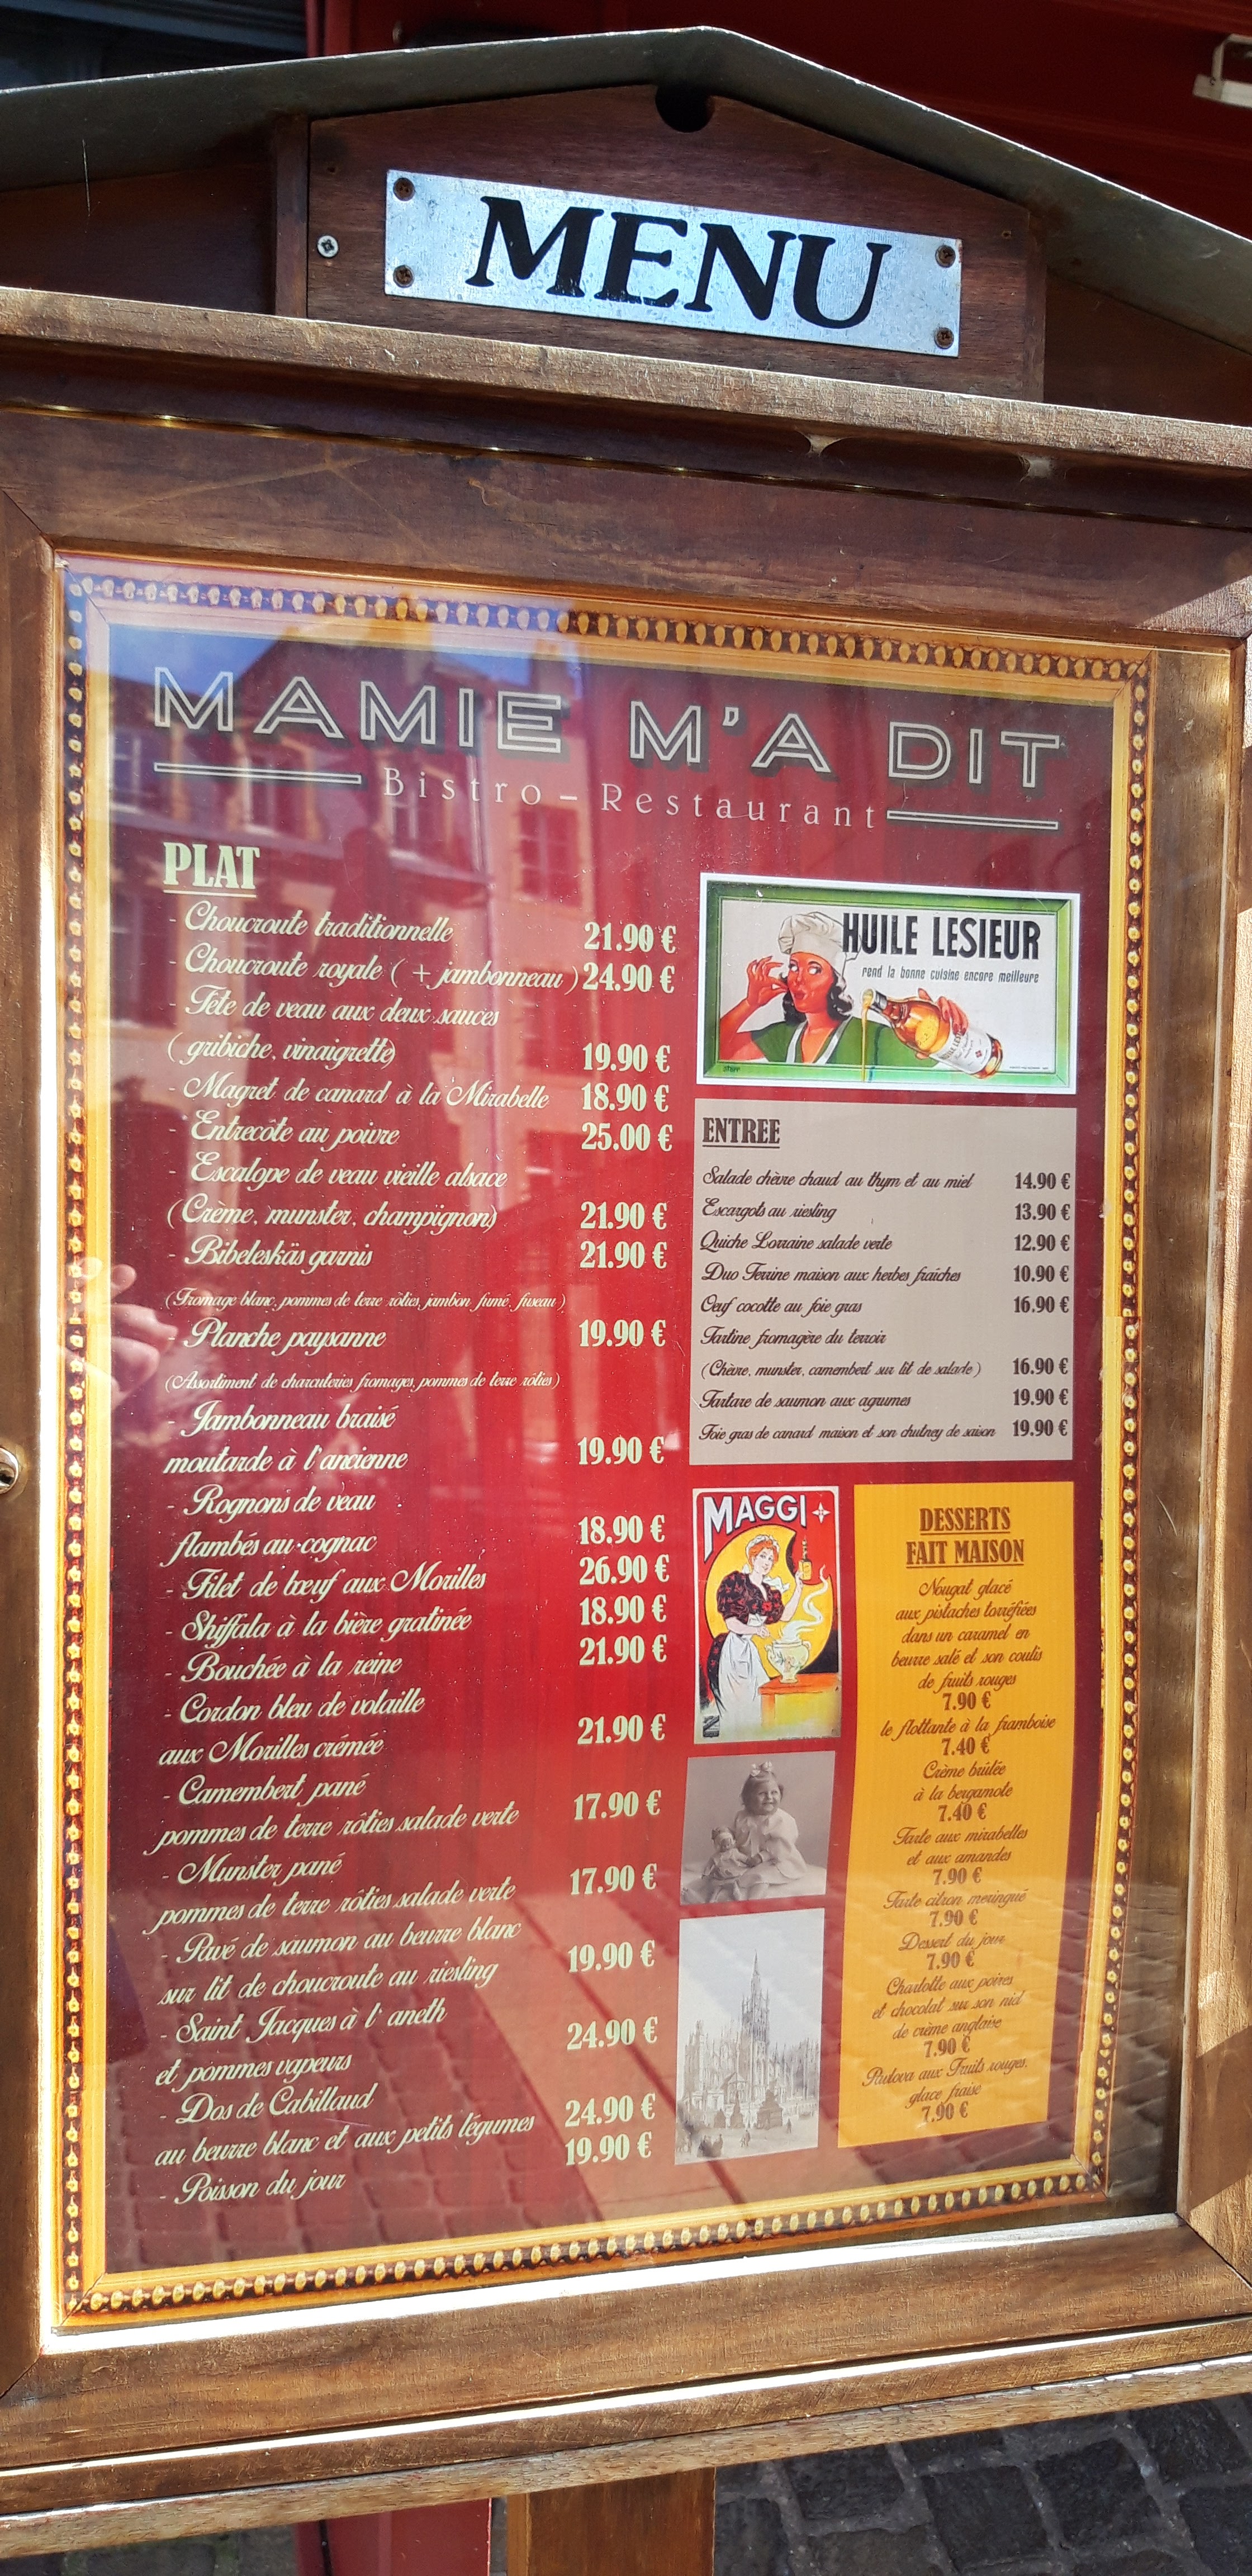 MENU
MAMIE M'A DIT
Bistro - Restaurant
PLAT
- Choucroute traditionnelle 21.90 €
- Choucroute royale ( + jambonneau ) 24.90 €
- Tête de veau aux deux sauces
( gribiche, vinaigrette) 19.90 €
- Magret de canard à la Mirabelle 18.90 €
- Entrecôte au poivre 25.00 €
- Escalope de veau vieille alsace
(Crème, munster, champignon) 21.90 €
- Bibeleskäs garnis 21.90 €
(Fromage blanc, pommes de terre rôties, jambon fumé, fuseau )
- Planche paysanne 19.90 €
(Assortiment de charcuteries fromages, pommes de terre rôties)
- Jambonneau braisé
moutarde à l'ancienne 19.90 €
- Rognons de veau
flambés au cognac 18.90 €
- Filet de bœuf aux Morilles 26.90 €
- Shiffala à la bière gratinée 18.90 €
- Bouchée à la reine 21.90 €
- Cordon bleu de volaille
aux Morilles crémée 21.90 €
- Camembert pané
pommes de terre rôties salade verte 17.90 €
- Munster pané
pommes de terre rôties salade verte 17.90 €
- Pavé de saumon au beurre blanc
sur lit de choucroute au riesling 19.90 €
- Saint Jacques à l' aneth
et pommes vapeurs 24.90 €
- Dos de Cabillaud
au beurre blanc et aux petits légumes 24.90 €
- Poisson du jour 19.90 €
HUILE LESIEUR
rend la bonne cuisine encore meilleure
ENTREE
Salade chèvre chaud au thym et au miel 14.90 €
Escargots au riesling 13.90 €
Quiche Lorraine salade verte 12.90 €
Duo Terrine maison aux herbes fraîches 10.90 €
Oeuf cocotte au foie gras 16.90 €
Tartine fromagère du terroir
(Chèvre, munster, camembert sur lit de salade ) 16.90 €
Tartare de saumon aux agrumes 19.90 €
Foie gras de canard maison et son chutney de saison 19.90 €
MAGGI
DESSERTS
FAIT MAISON
Nougat glacé
aux pistaches torréfiées
dans un caramel en
beurre salé et son coulis
de fruits rouges
7.90 €
le flottante à la framboise
7.40 €
Crème brûlée
à la bergamote
7.40 €
Tarte aux mirabelles
et aux amandes
7.90 €
Tarte citron meringué
7.90 €
Dessert du jour
7.90 €
Charlotte aux poires
et chocolat sur son nid
de crème anglaise
7.90 €
Pavlova aux Fruits rouges,
glace fraise
7.90 €